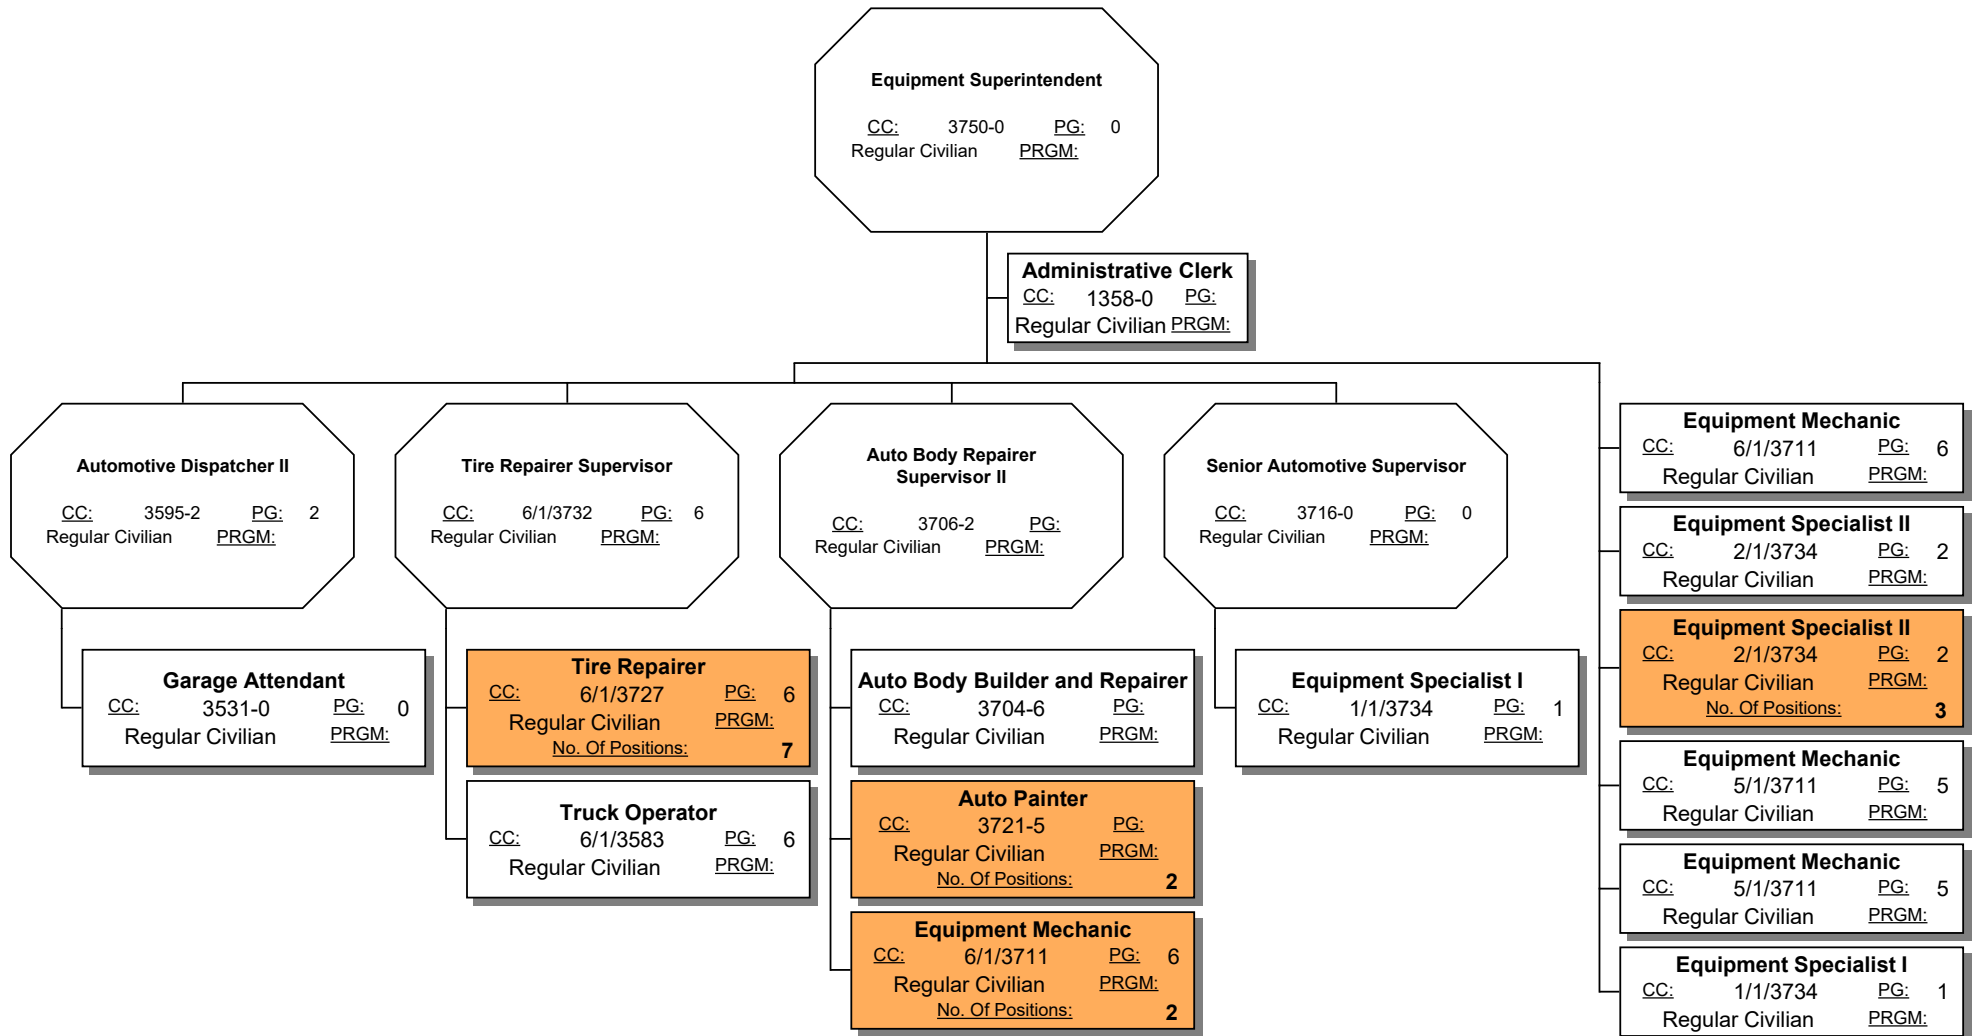 Equipment Superintendent
CC: 3750-0 PG: 0
Regular Civilian PRGM:
Administrative Clerk
CC: 1358-0 PG:
Regular Civilian PRGM:
Automotive Dispatcher II
CC: 3595-2 PG: 2
Regular Civilian PRGM:
Tire Repairer Supervisor
CC: 6/1/3732 PG: 6
Regular Civilian PRGM:
Auto Body Repairer
Supervisor II
CC: 3706-2 PG:
Regular Civilian PRGM:
Senior Automotive Supervisor
CC: 3716-0 PG: 0
Regular Civilian PRGM:
Garage Attendant
CC: 3531-0 PG: 0
Regular Civilian PRGM:
Tire Repairer
CC: 6/1/3727 PG: 6
Regular Civilian PRGM:
No. Of Positions: 7
Truck Operator
CC: 6/1/3583 PG: 6
Regular Civilian PRGM:
Auto Body Builder and Repairer
CC: 3704-6 PG:
Regular Civilian PRGM:
Auto Painter
CC: 3721-5 PG:
Regular Civilian PRGM:
No. Of Positions: 2
Equipment Mechanic
CC: 6/1/3711 PG: 6
Regular Civilian PRGM:
No. Of Positions: 2
Equipment Specialist I
CC: 1/1/3734 PG: 1
Regular Civilian PRGM:
Equipment Mechanic
CC: 6/1/3711 PG: 6
Regular Civilian PRGM:
Equipment Specialist II
CC: 2/1/3734 PG: 2
Regular Civilian PRGM:
Equipment Specialist II
CC: 2/1/3734 PG: 2
Regular Civilian PRGM:
No. Of Positions: 3
Equipment Mechanic
CC: 5/1/3711 PG: 5
Regular Civilian PRGM:
Equipment Mechanic
CC: 5/1/3711 PG: 5
Regular Civilian PRGM:
Equipment Specialist I
CC: 1/1/3734 PG: 1
Regular Civilian PRGM: